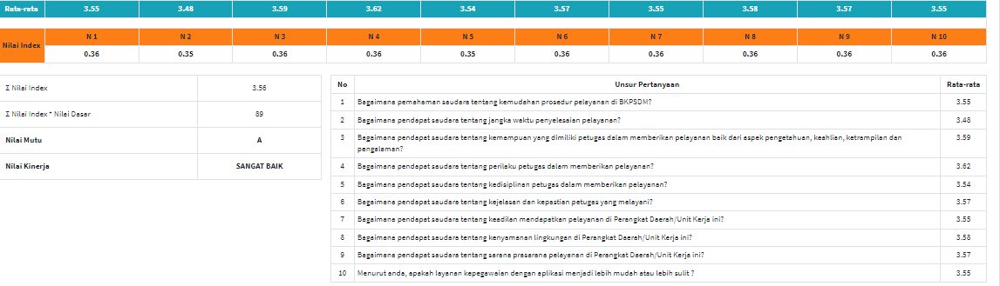 Rata-rata 3.55 3.48 3.59 3.62 3.54 3.57 3.55 3.58 3.57 3.55
Nilai Index N 1 N 2 N 3 N 4 N 5 N 6 N 7 N 8 N 9 N 10
0.36 0.35 0.36 0.36 0.35 0.36 0.36 0.36 0.36 0.36
Σ Nilai Index 3.56
Σ Nilai Index * Nilai Dasar 89
Nilai Mutu A
Nilai Kinerja SANGAT BAIK
No Unsur Pertanyaan Rata-rata
1 Bagaimana pemahaman saudara tentang kemudahan prosedur pelayanan di BKPSDM? 3.55
2 Bagaimana pendapat saudara tentang jangka waktu penyelesaian pelayanan? 3.48
3 Bagaimana pendapat saudara tentang kemampuan yang dimiliki petugas dalam memberikan pelayanan baik dari aspek pengetahuan, keahlian, ketrampilan dan 3.59
pengalaman?
4 Bagaimana pendapat saudara tentang perilaku petugas dalam memberikan pelayanan? 3.62
5 Bagaimana pendapat saudara tentang kedisiplinan petugas dalam memberikan pelayanan? 3.54
6 Bagaimana pendapat saudara tentang kejelasan dan kepastian petugas yang melayani? 3.57
7 Bagaimana pendapat saudara tentang keadilan mendapatkan pelayanan di Perangkat Daerah/Unit Kerja ini? 3.55
8 Bagaimana pendapat saudara tentang kenyamanan lingkungan di Perangkat Daerah/Unit Kerja ini? 3.58
9 Bagaimana pendapat saudara tentang sarana prasarana pelayanan di Perangkat Daerah/Unit Kerja ini? 3.57
10 Menurut anda, apakah layanan kepegawaian dengan aplikasi menjadi lebih mudah atau lebih sulit ? 3.55